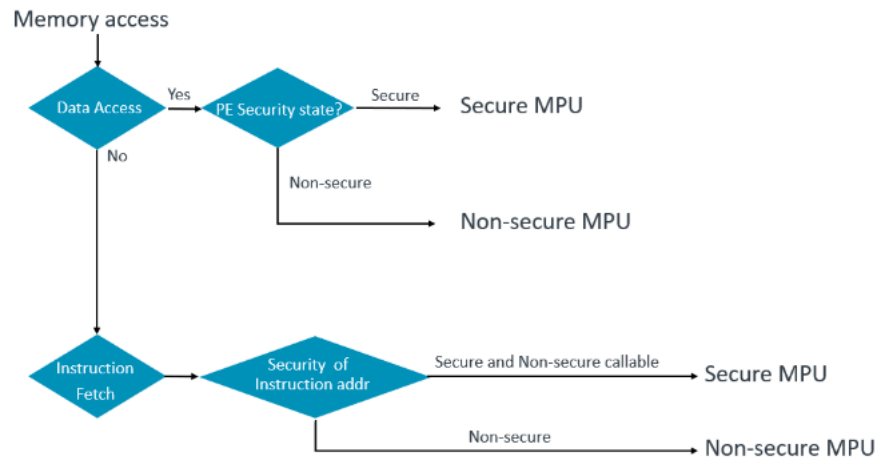 Memory access
Data Access
Yes
PE Security state?
Secure
Secure MPU
No
Non-secure
Non-secure MPU
Instruction
Fetch
Security of
Instruction addr
Secure and Non-secure callable
Secure MPU
Non-secure
Non-secure MPU